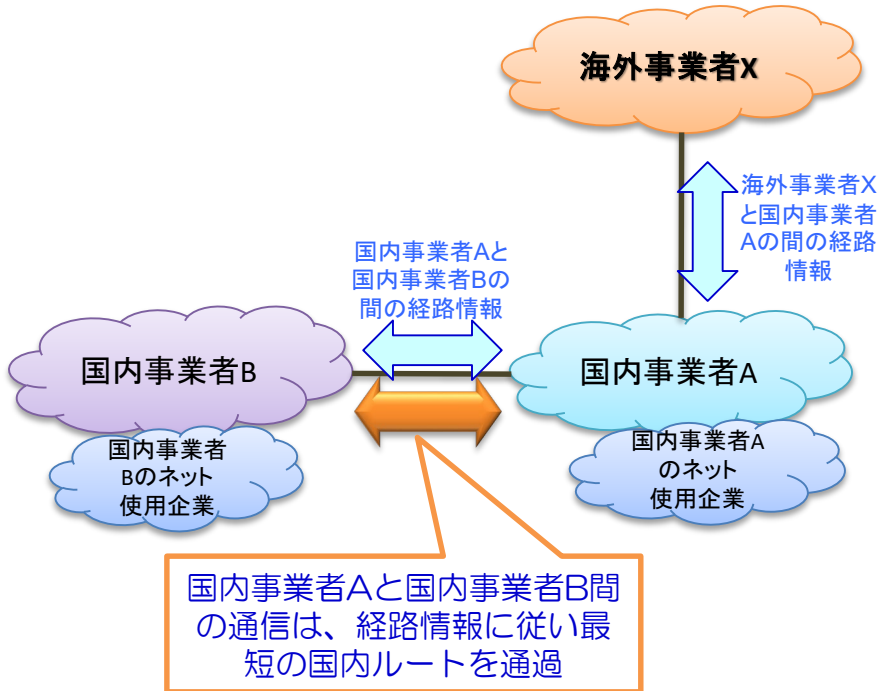 海外事業者X
海外事業者X
と国内事業者
Aの間の経路
情報
国内事業者Aと
国内事業者Bの
間の経路情報
国内事業者B
国内事業者A
国内事業者
Bのネット
使用企業
国内事業者A
のネット
使用企業
国内事業者Aと国内事業者B間
の通信は、経路情報に従い最
短の国内ルートを通過